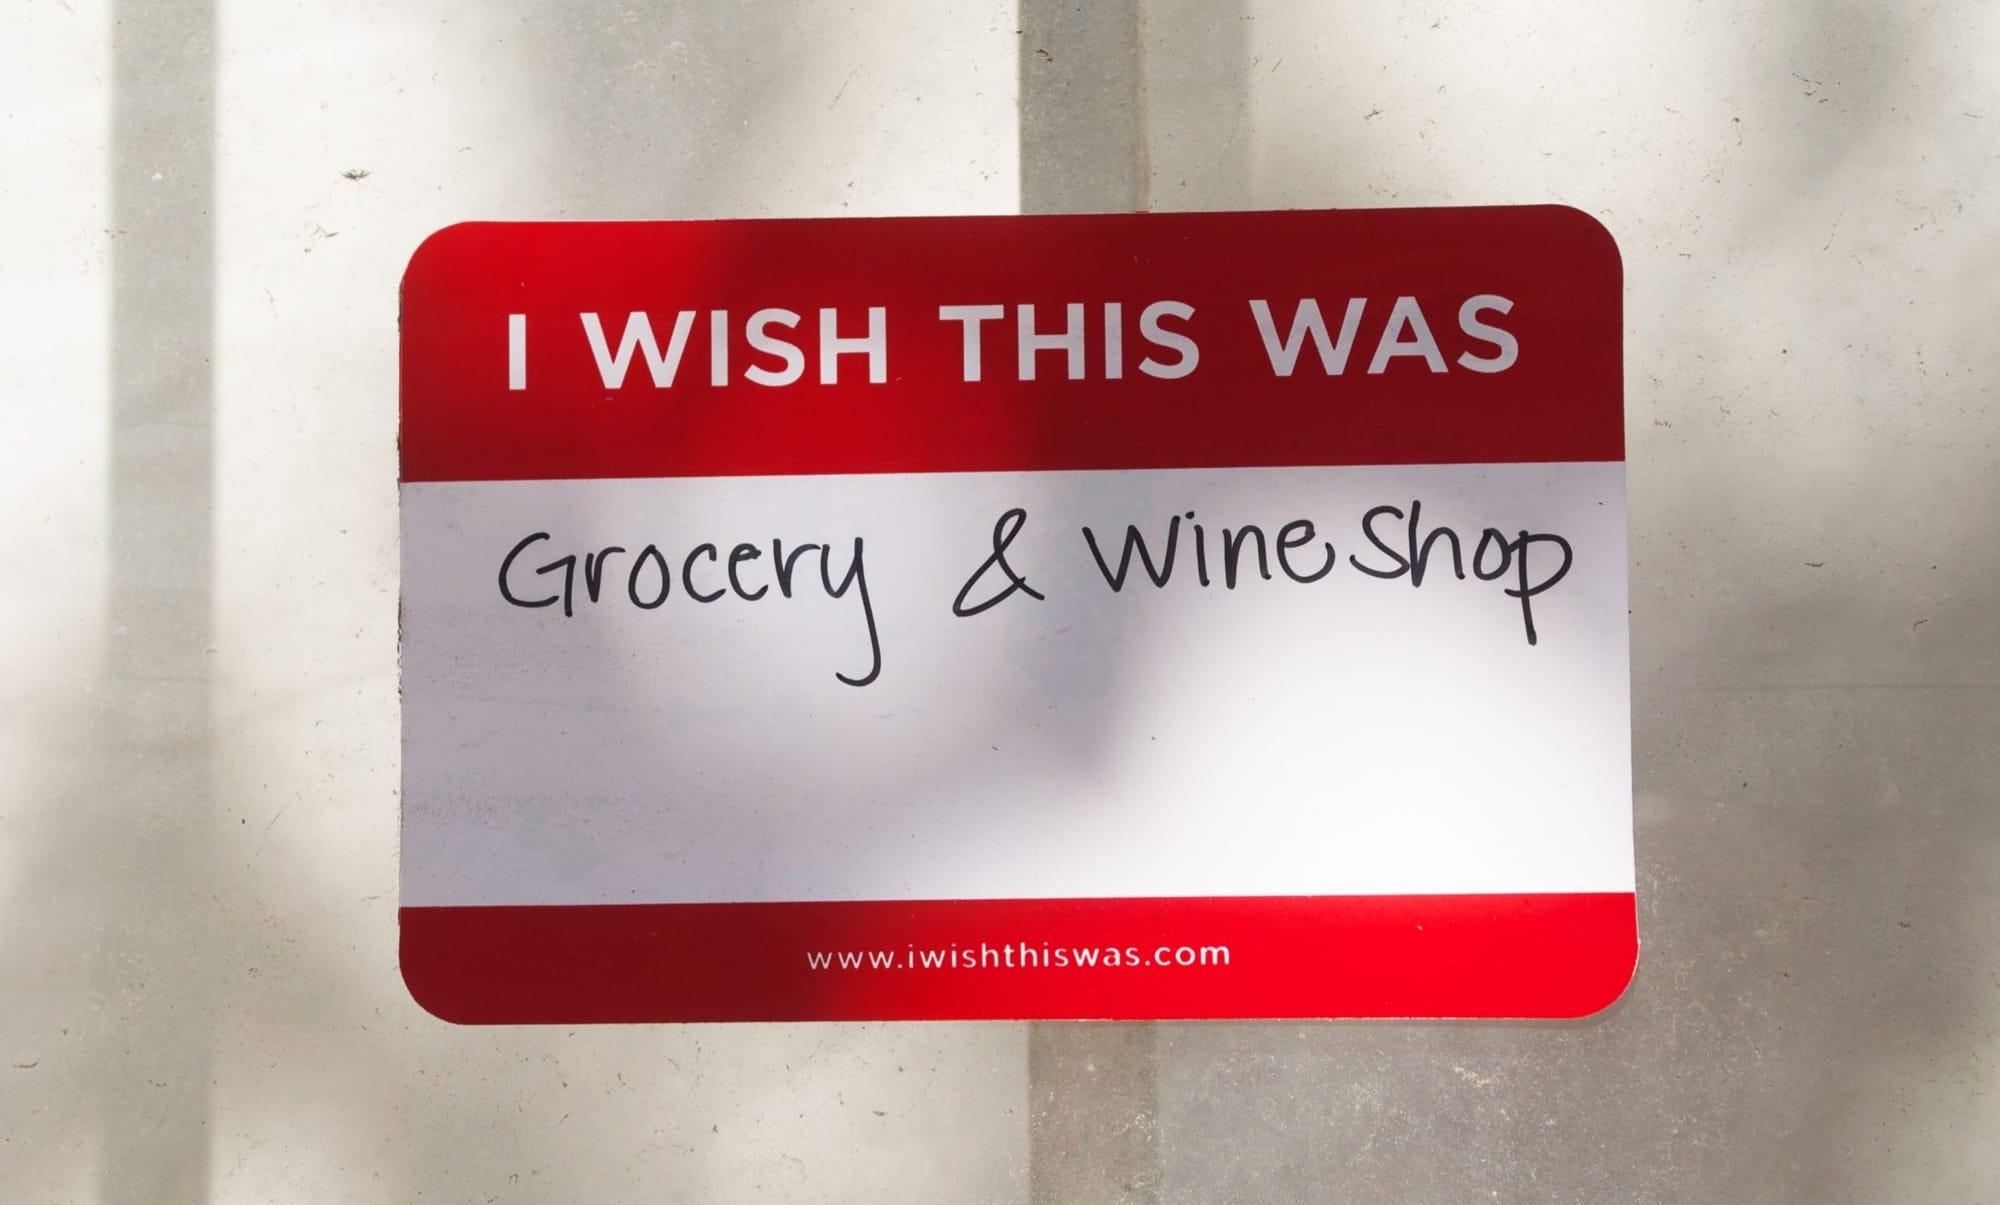 I WISH THIS WAS
Grocery & Wine Shop
www.iwishthiswas.com